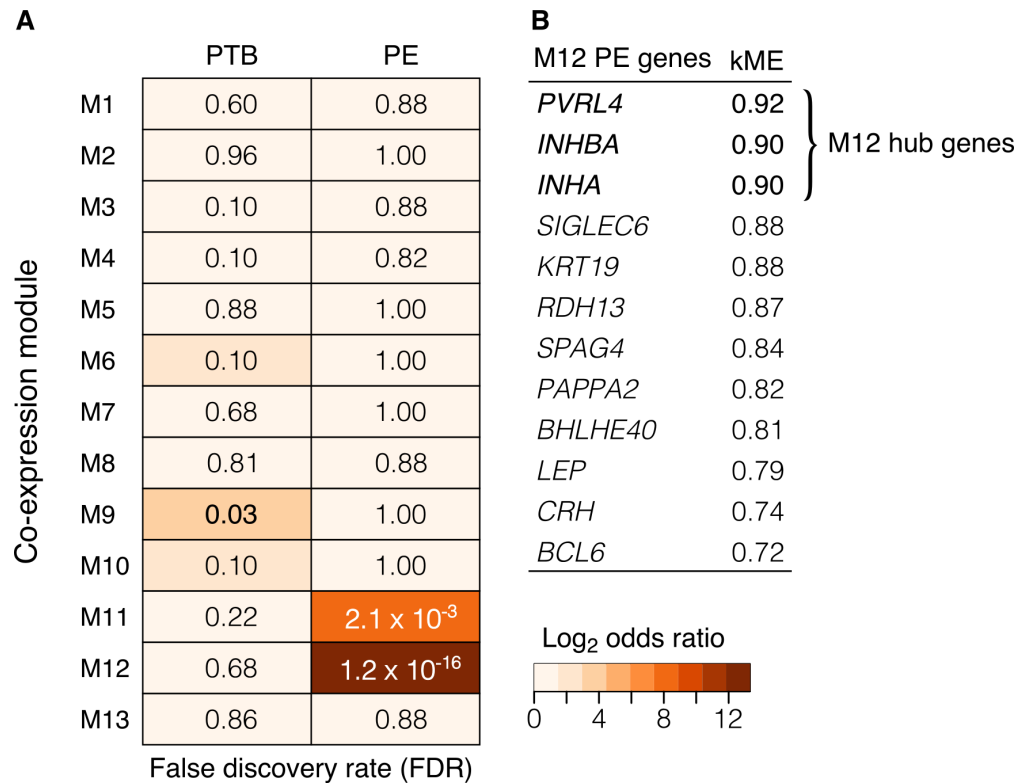 A
PTB PE
Co-expression module
M1 0.60 0.88
M2 0.96 1.00
M3 0.10 0.88
M4 0.10 0.82
M5 0.88 1.00
M6 0.10 1.00
M7 0.68 1.00
M8 0.81 0.88
M9 0.03 1.00
M10 0.10 1.00
M11 0.22 2.1 x 10⁻³
M12 0.68 1.2 x 10⁻¹⁶
M13 0.86 0.88
False discovery rate (FDR)
B
M12 PE genes kME
PVRL4 0.92
INHBA 0.90
INHA 0.90
M12 hub genes
SIGLEC6 0.88
KRT19 0.88
RDH13 0.87
SPAG4 0.84
PAPPA2 0.82
BHLHE40 0.81
LEP 0.79
CRH 0.74
BCL6 0.72
Log₂ odds ratio
0 4 8 12